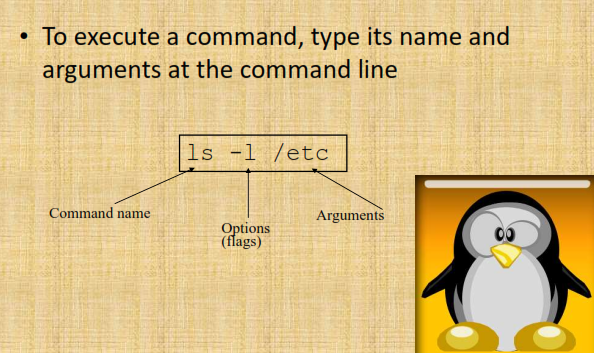 • To execute a command, type its name and
arguments at the command line
ls -l /etc
Command name
Options
(flags)
Arguments